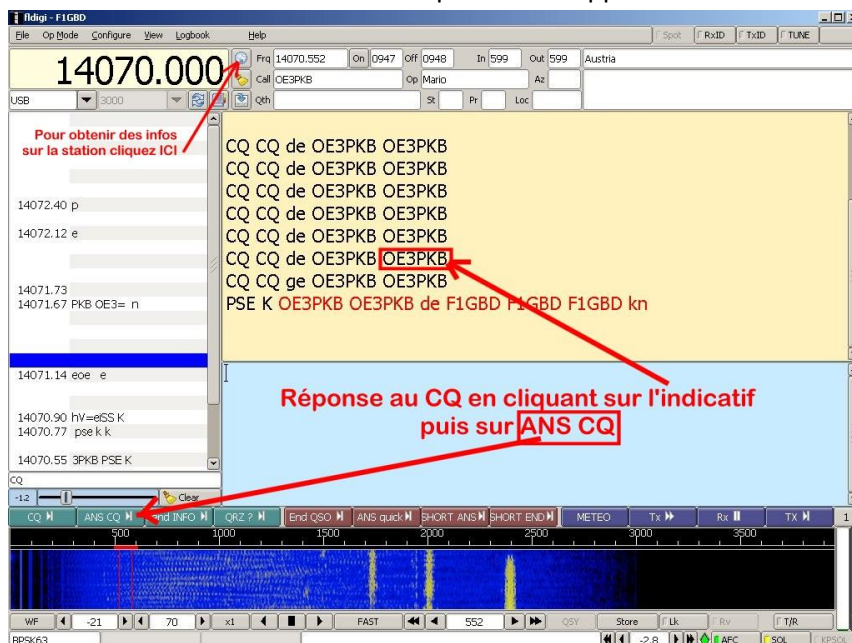 fldigi - F1GBD
File Op Mode Configure View Logbook Help Spot RxID TxID TUNE
14070.000
Frq 14070.552 On 0947 Off 0948 In 599 Out 599 Austria
Call OE3PKB Op Mario Az
USB 3000 Qth St Pr Loc
Pour obtenir des infos
sur la station cliquez ICI
14072.40 p
14072.12 e
14071.73
14071.67 PKB OE3= n
14071.14 eoe e
14070.90 hV=eiSS K
14070.77 pse k k
14070.55 3PKB PSE K
CQ
-12 Clear
CQ CQ de OE3PKB OE3PKB
CQ CQ de OE3PKB OE3PKB
CQ CQ de OE3PKB OE3PKB
CQ CQ de OE3PKB OE3PKB
CQ CQ de OE3PKB OE3PKB
CQ CQ de OE3PKB OE3PKB
CQ CQ ge OE3PKB OE3PKB
PSE K OE3PKB OE3PKB de F1GBD F1GBD F1GBD kn
Réponse au CQ en cliquant sur l'indicatif
puis sur ANS CQ
CQ ANS CQ and INFO QRZ ? End QSO ANS quick SHORT ANS SHORT END METEO Tx Rx TX 1
500 1000 1500 2000 2500 3000 3500
WF -21 70 x1 FAST 552 QSY Store Lk Rv T/R
BPSK63 -2.8 AFC SQL KPSQL